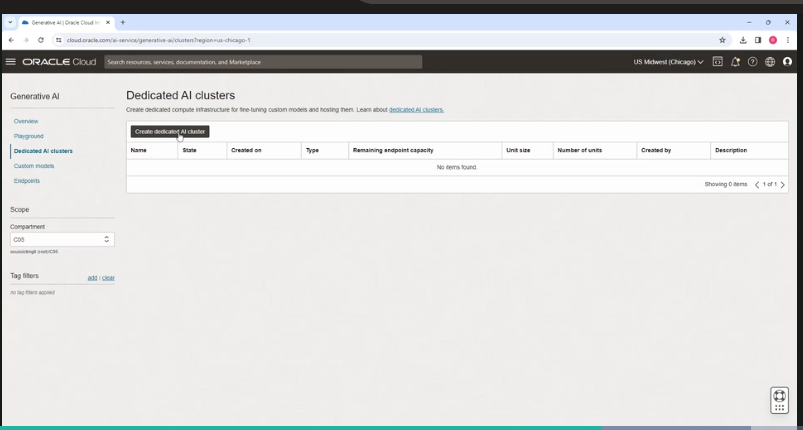 Generative AI | Oracle Cloud Inf
cloud.oracle.com/ai-service/generative-ai/clusters?region=us-chicago-1
ORACLE Cloud
Search resources, services, documentation, and Marketplace
US Midwest (Chicago)
Generative AI
Overview
Playground
Dedicated AI clusters
Custom models
Endpoints
Scope
Compartment
C05
Tag filters
add | clear
no tag filters applied
Dedicated AI clusters
Create dedicated compute infrastructure for fine-tuning custom models and hosting them. Learn about dedicated AI clusters.
Create dedicated AI cluster
Name State Created on Type Remaining endpoint capacity Unit size Number of units Created by Description
No items found.
Showing 0 items < 1 of 1 >